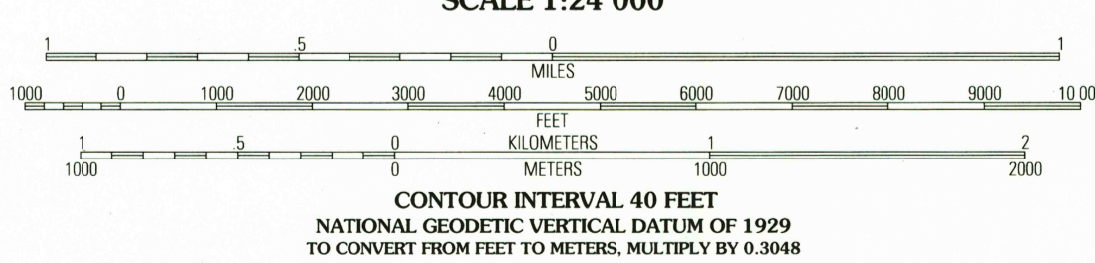 SCALE 1:24 000
1 .5 0 1
MILES
1000 0 1000 2000 3000 4000 5000 6000 7000 8000 9000 10 00
FEET
1 .5 0 KILOMETERS 1 2
1000 0 METERS 1000 2000
CONTOUR INTERVAL 40 FEET
NATIONAL GEODETIC VERTICAL DATUM OF 1929
TO CONVERT FROM FEET TO METERS, MULTIPLY BY 0.3048